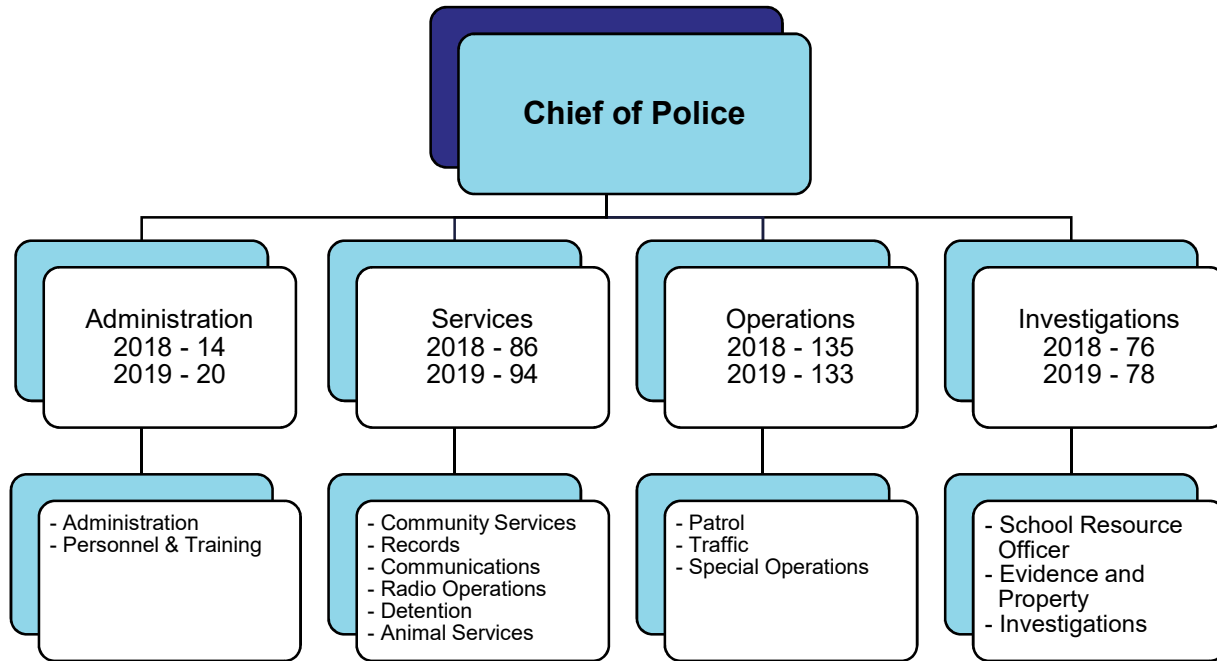 Chief of Police
Administration
2018 - 14
2019 - 20
Services
2018 - 86
2019 - 94
Operations
2018 - 135
2019 - 133
Investigations
2018 - 76
2019 - 78
- Administration
- Personnel & Training
- Community Services
- Records
- Communications
- Radio Operations
- Detention
- Animal Services
- Patrol
- Traffic
- Special Operations
- School Resource
Officer
- Evidence and
Property
- Investigations